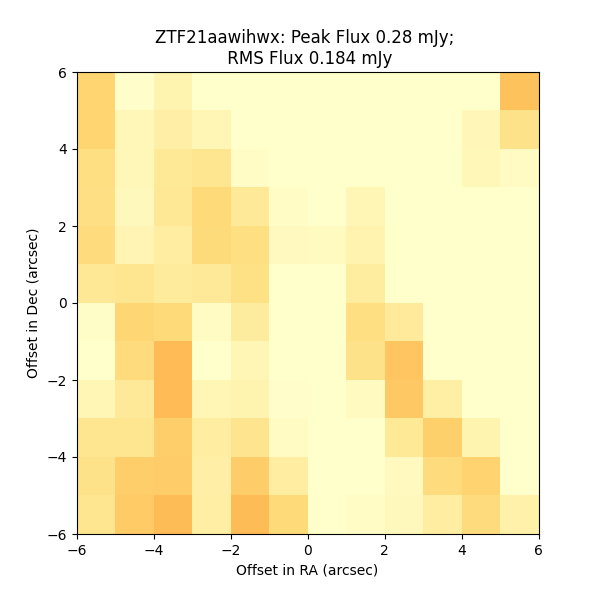 ZTF21aawihwx: Peak Flux 0.28 mJy;
RMS Flux 0.184 mJy
6
4
2
0
−2
−4
−6
Offset in Dec (arcsec)
−6 −4 −2 0 2 4 6
Offset in RA (arcsec)